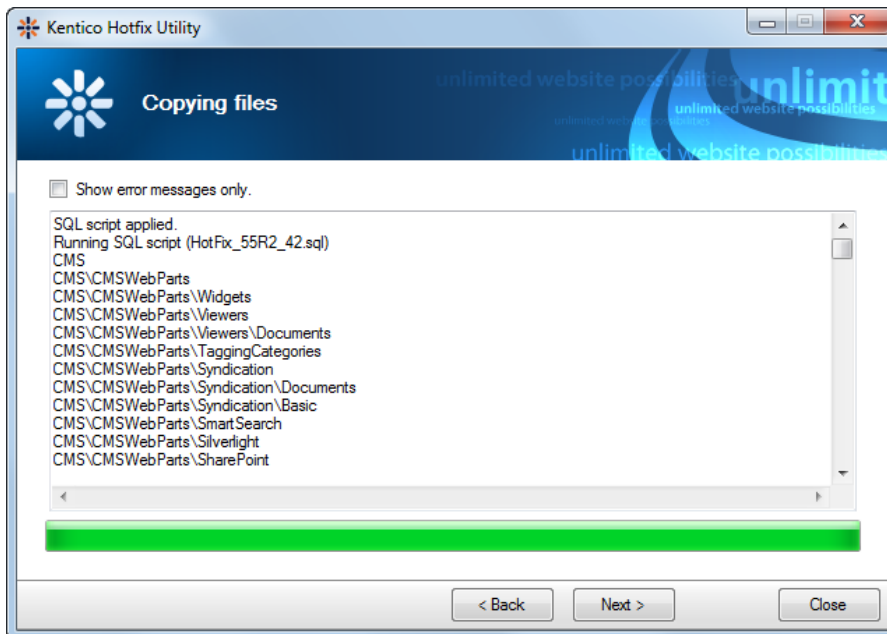 Kentico Hotfix Utility
Copying files
unlimited website possibilities
unlimit
unlimited website possibilities
unlimited website possibilities
unlimited website possibilities
Show error messages only.
SQL script applied.
Running SQL script (HotFix_55R2_42.sql)
CMS
CMS\CMSWebParts
CMS\CMSWebParts\Widgets
CMS\CMSWebParts\Viewers
CMS\CMSWebParts\Viewers\Documents
CMS\CMSWebParts\TaggingCategories
CMS\CMSWebParts\Syndication
CMS\CMSWebParts\Syndication\Documents
CMS\CMSWebParts\Syndication\Basic
CMS\CMSWebParts\SmartSearch
CMS\CMSWebParts\Silverlight
CMS\CMSWebParts\SharePoint
< Back
Next >
Close